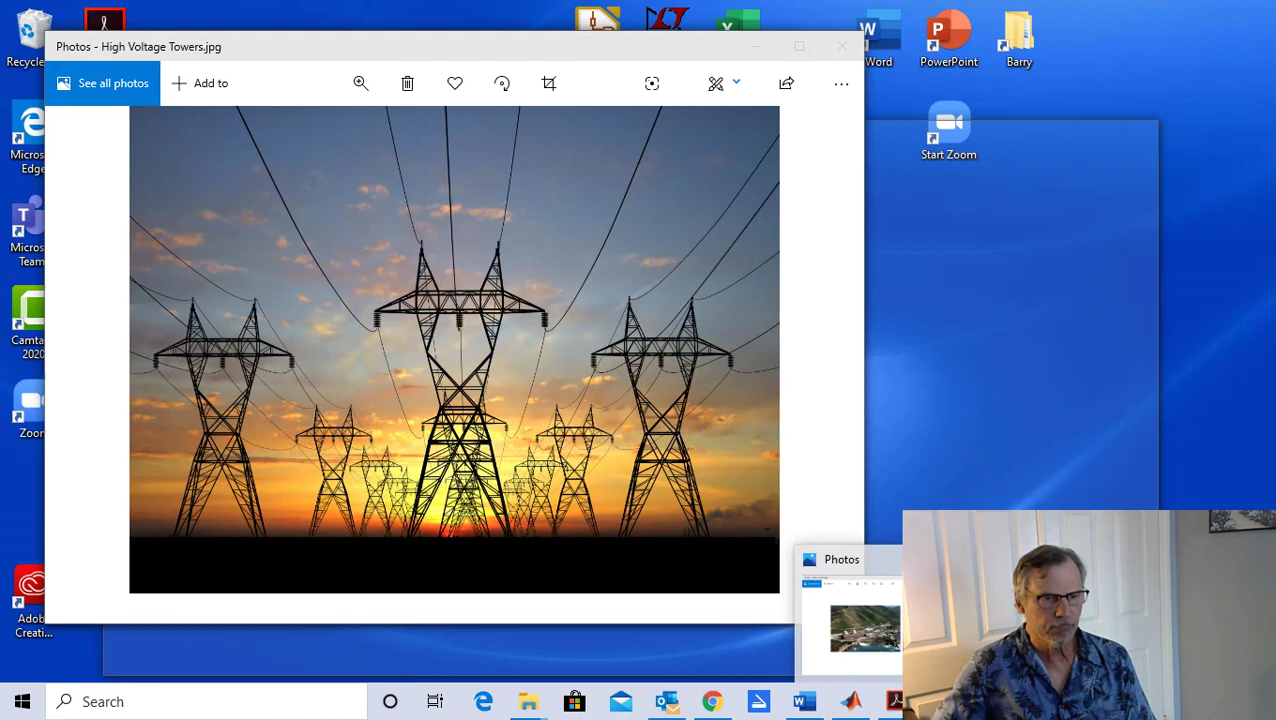 Photos - High Voltage Towers.jpg
See all photos
Add to
Recycle
Word
PowerPoint
Barry
Start Zoom
Micros
Edge
T
Micros
Team
Camta
2020
Zoo
Adob
Creati...
Photos
Search